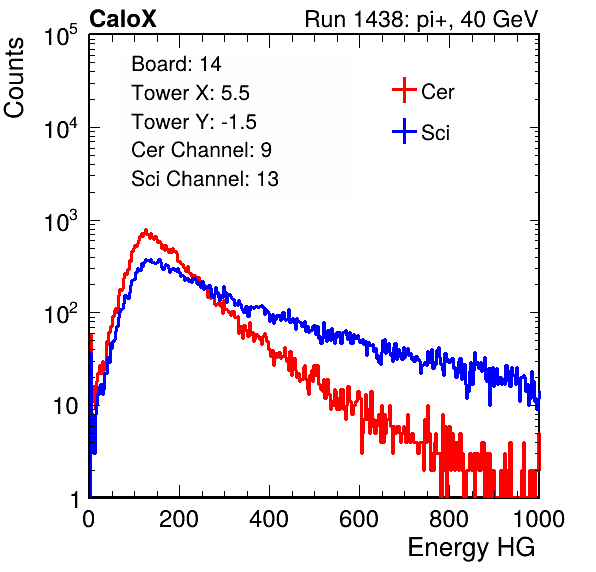 CaloX Run 1438: pi+, 40 GeV
Counts
Board: 14
Tower X: 5.5
Tower Y: -1.5
Cer Channel: 9
Sci Channel: 13
Cer
Sci
10^5
10^4
10^3
10^2
10
1
0 200 400 600 800 1000
Energy HG